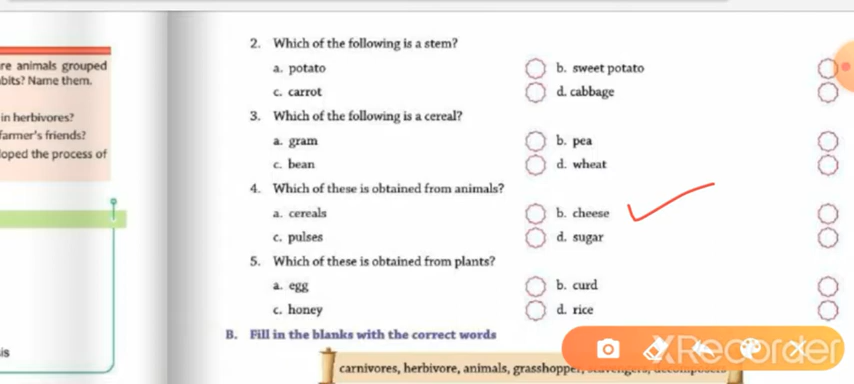 re animals grouped
bits? Name them.
in herbivores?
farmer's friends?
loped the process of
is
2. Which of the following is a stem?
a. potato b. sweet potato
c. carrot d. cabbage
3. Which of the following is a cereal?
a. gram b. pea
c. bean d. wheat
4. Which of these is obtained from animals?
a. cereals b. cheese
c. pulses d. sugar
5. Which of these is obtained from plants?
a. egg b. curd
c. honey d. rice
B. Fill in the blanks with the correct words
carnivores, herbivore, animals, grasshopper, scavengers, decomposers
XRecorder